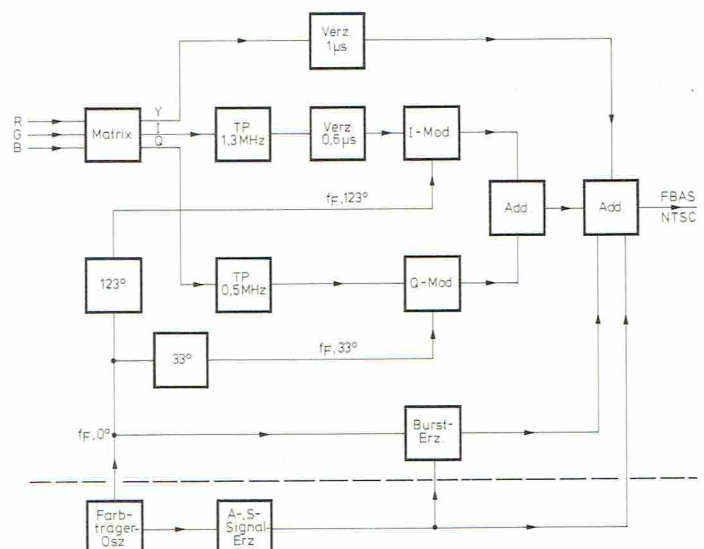 Verz.
1µs
R
G
B
Matrix
Y
I
Q
TP
1,3MHz
Verz.
0,6µs
I-Mod.
fF,123°
Add.
Add.
FBAS
NTSC
123°
TP
0,5MHz
Q-Mod.
33°
fF,33°
fF,0°
Burst-
Erz.
Farb-
träger-
Osz.
A-,S-
Signal-
Erz.